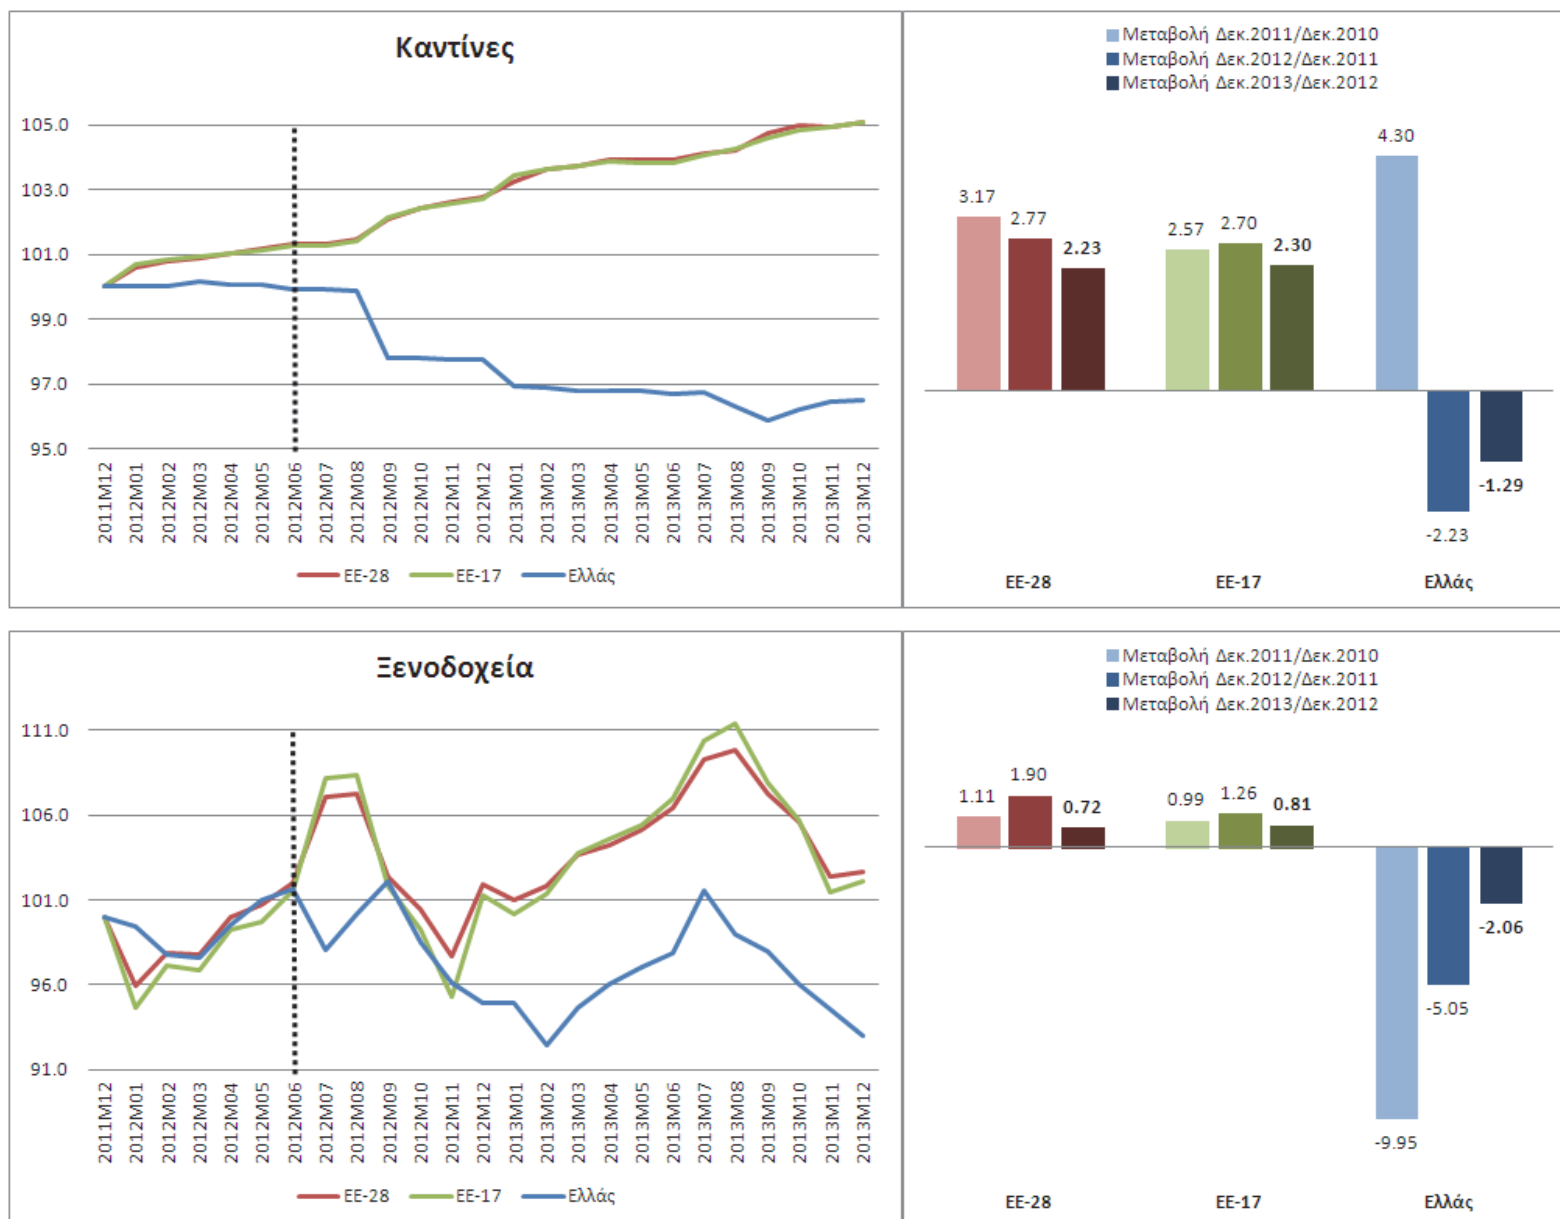 Καντίνες
105.0
103.0
101.0
99.0
97.0
95.0
2011M12
2012M01
2012M02
2012M03
2012M04
2012M05
2012M06
2012M07
2012M08
2012M09
2012M10
2012M11
2012M12
2013M01
2013M02
2013M03
2013M04
2013M05
2013M06
2013M07
2013M08
2013M09
2013M10
2013M11
2013M12
ΕΕ-28 ΕΕ-17 Ελλάς
Μεταβολή Δεκ.2011/Δεκ.2010
Μεταβολή Δεκ.2012/Δεκ.2011
Μεταβολή Δεκ.2013/Δεκ.2012
3.17
2.77
2.23
2.57
2.70
2.30
4.30
-2.23
-1.29
ΕΕ-28 ΕΕ-17 Ελλάς
Ξενοδοχεία
111.0
106.0
101.0
96.0
91.0
2011M12
2012M01
2012M02
2012M03
2012M04
2012M05
2012M06
2012M07
2012M08
2012M09
2012M10
2012M11
2012M12
2013M01
2013M02
2013M03
2013M04
2013M05
2013M06
2013M07
2013M08
2013M09
2013M10
2013M11
2013M12
ΕΕ-28 ΕΕ-17 Ελλάς
Μεταβολή Δεκ.2011/Δεκ.2010
Μεταβολή Δεκ.2012/Δεκ.2011
Μεταβολή Δεκ.2013/Δεκ.2012
1.11
1.90
0.72
0.99
1.26
0.81
-9.95
-5.05
-2.06
ΕΕ-28 ΕΕ-17 Ελλάς